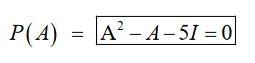 P(A) = A² – A – 5I = 0